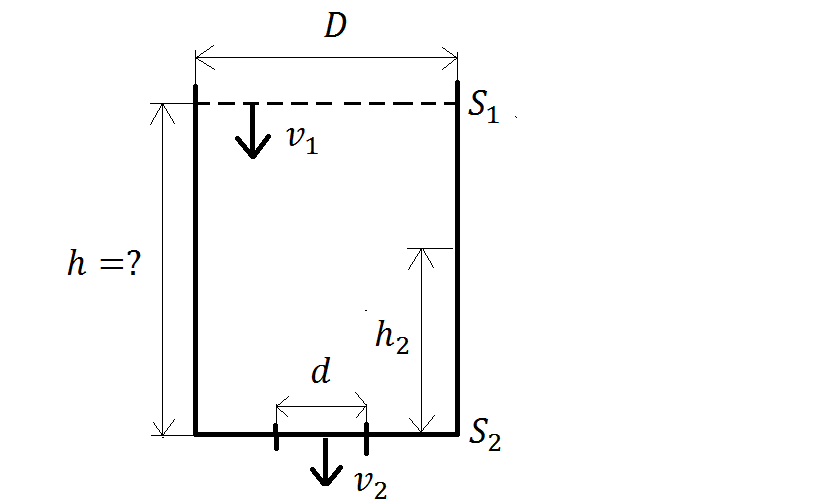 D
S₁
v₁
h =?
h₂
d
S₂
v₂